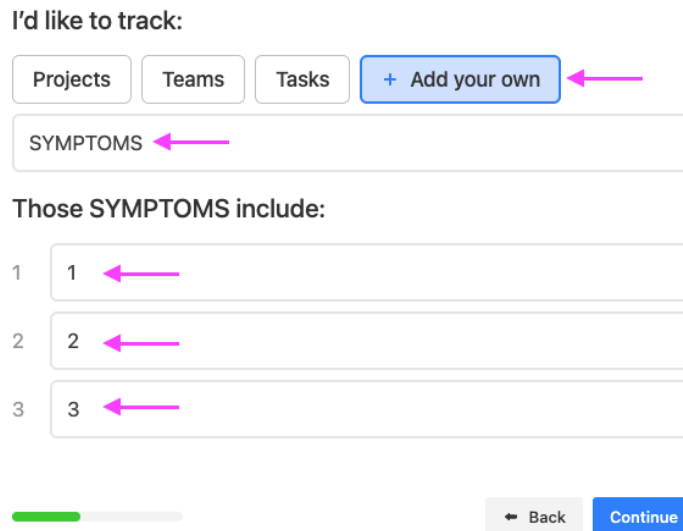 I'd like to track:
Projects Teams Tasks + Add your own
SYMPTOMS
Those SYMPTOMS include:
1 1
2 2
3 3
Back Continue